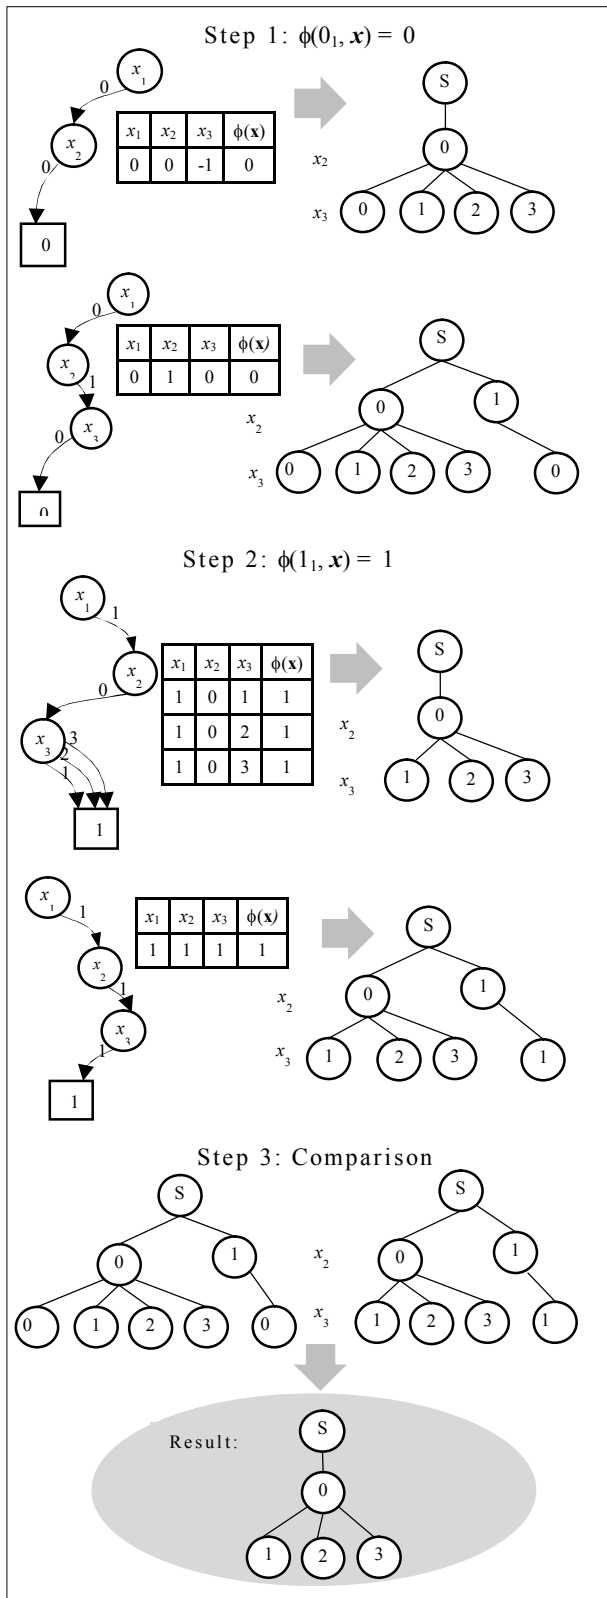 Step 1: ϕ(0₁, x) = 0
x₁
0
x₂
0
0
x₁ x₂ x₃ ϕ(x)
0 0 -1 0
S
x₂ 0
x₃ 0 1 2 3
x₁
0
x₂
1
x₃
0
0
x₁ x₂ x₃ ϕ(x)
0 1 0 0
S
x₂ 0 1
x₃ 0 1 2 3 0
Step 2: ϕ(1₁, x) = 1
x₁
1
x₂
0
x₃ 3
2
1
1
x₁ x₂ x₃ ϕ(x)
1 0 1 1
1 0 2 1
1 0 3 1
S
x₂ 0
x₃ 1 2 3
x₁
1
x₂
1
x₃
1
1
x₁ x₂ x₃ ϕ(x)
1 1 1 1
S
x₂ 0 1
x₃ 1 2 3 1
Step 3: Comparison
S S
0 1 x₂ 0 1
0 1 2 3 0 x₃ 1 2 3 1
Result:
S
0
1 2 3